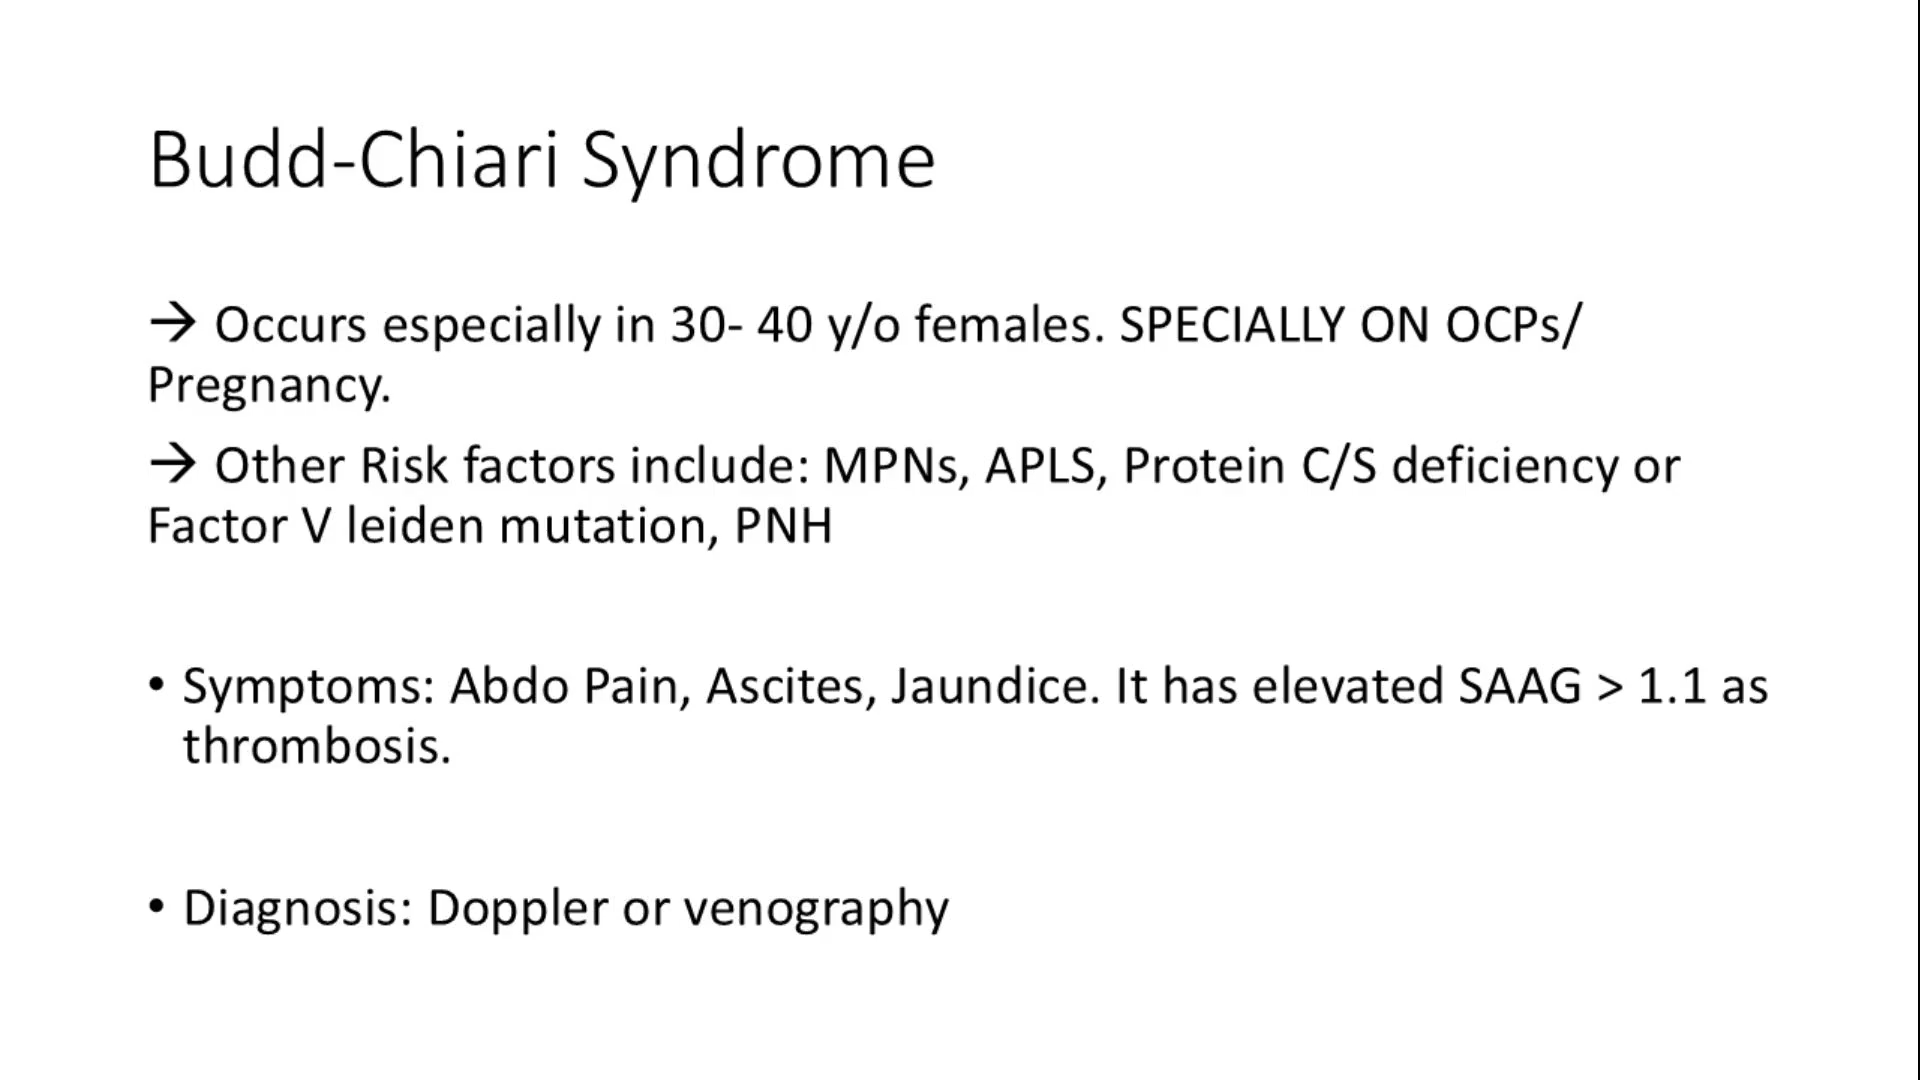 Budd-Chiari Syndrome
→ Occurs especially in 30- 40 y/o females. SPECIALLY ON OCPs/
Pregnancy.
→ Other Risk factors include: MPNs, APLS, Protein C/S deficiency or
Factor V leiden mutation, PNH
• Symptoms: Abdo Pain, Ascites, Jaundice. It has elevated SAAG > 1.1 as
thrombosis.
• Diagnosis: Doppler or venography